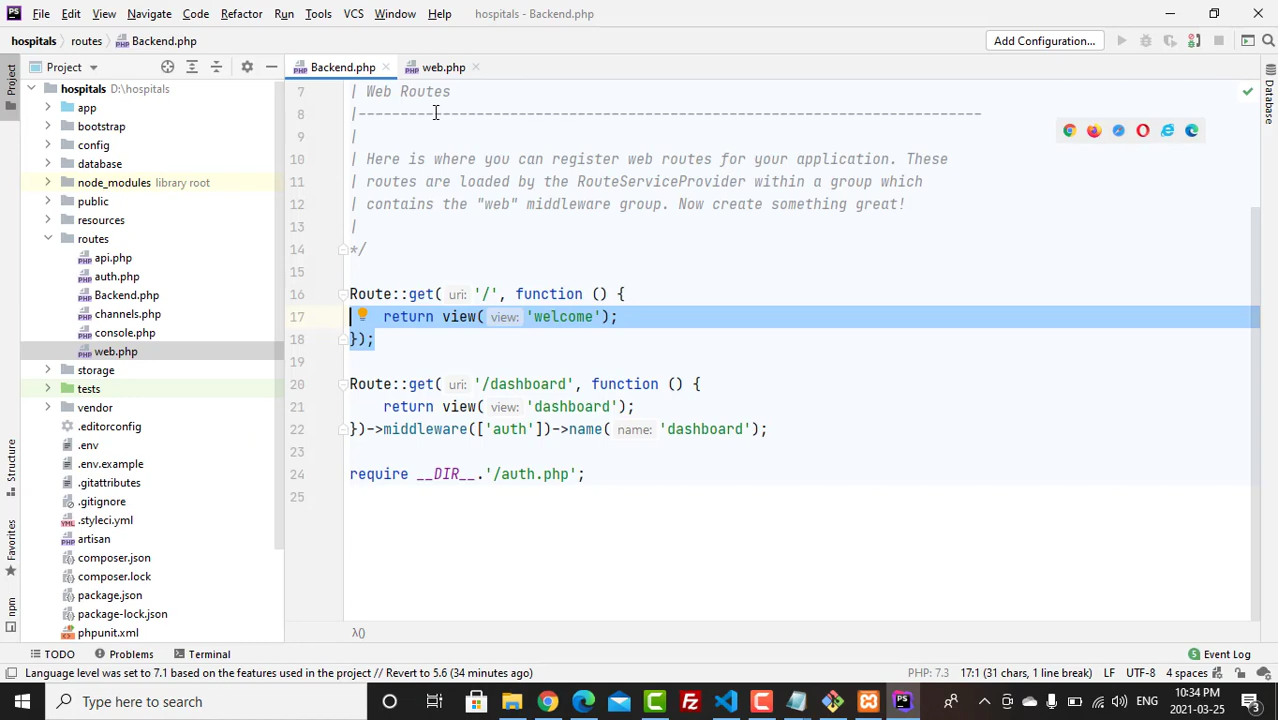 File Edit View Navigate Code Refactor Run Tools VCS Window Help hospitals - Backend.php
hospitals routes Backend.php Add Configuration...
Project Backend.php web.php
hospitals D:\hospitals
app
bootstrap
config
database
node_modules library root
public
resources
routes
api.php
auth.php
Backend.php
channels.php
console.php
web.php
storage
tests
vendor
.editorconfig
.env
.env.example
.gitattributes
.gitignore
.styleci.yml
artisan
composer.json
composer.lock
package.json
package-lock.json
phpunit.xml
7 | Web Routes
8 |--------------------------------------------------------------------------
9 |
10 | Here is where you can register web routes for your application. These
11 | routes are loaded by the RouteServiceProvider within a group which
12 | contains the "web" middleware group. Now create something great!
13 |
14 */
15
16 Route::get( uri: '/', function () {
17 return view( view: 'welcome');
18 });
19
20 Route::get( uri: '/dashboard', function () {
21 return view( view: 'dashboard');
22 })->middleware(['auth'])->name( name: 'dashboard');
23
24 require __DIR__.'/auth.php';
25
λ()
Project
Structure
Favorites
npm
Database
TODO Problems Terminal Event Log
Language level was set to 7.1 based on the features used in the project // Revert to 5.6 (34 minutes ago) PHP: 7.3 17:1 (31 chars, 1 line break) LF UTF-8 4 spaces
Type here to search ENG 10:34 PM 2021-03-25 3